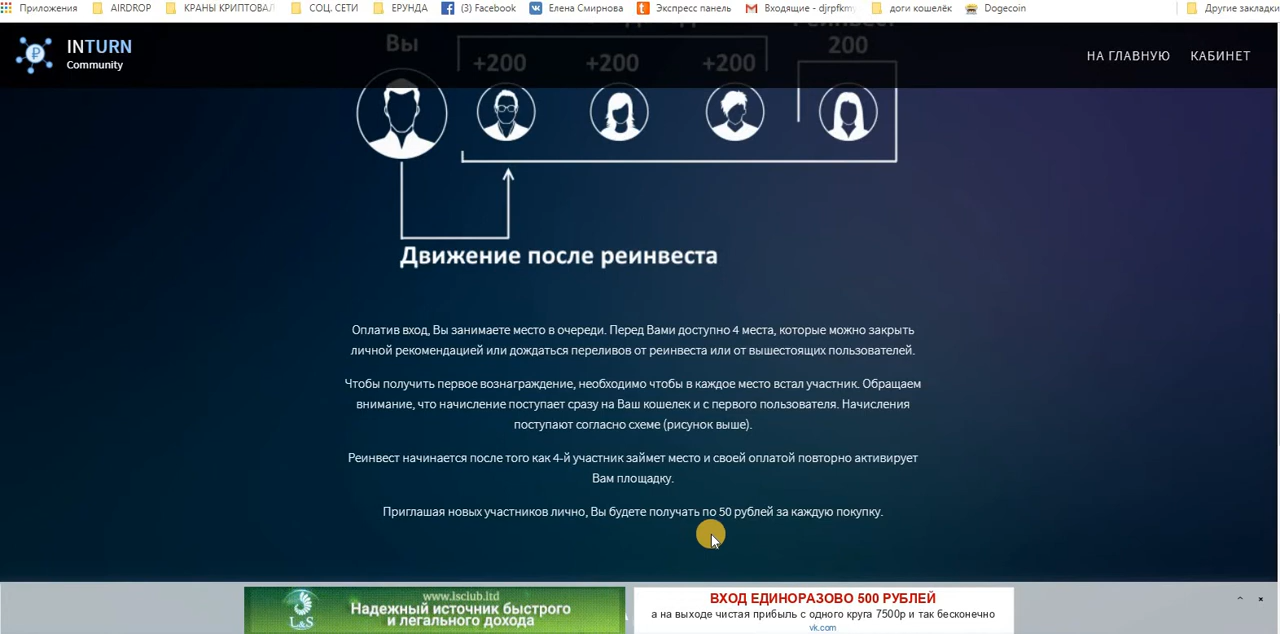 Приложения AIRDROP КРАНЫ КРИПТОВАЛ СОЦ. СЕТИ ЕРУНДА (3) Facebook Елена Смирнова Экспресс панель Входящие - djrpfkmy доги кошелёк Dogecoin Другие закладки
INTURN
Community
НА ГЛАВНУЮ КАБИНЕТ
Вы
Реинвест
200
+200 +200 +200
Движение после реинвеста
Оплатив вход, Вы занимаете место в очереди. Перед Вами доступно 4 места, которые можно закрыть
личной рекомендацией или дождаться переливов от реинвеста или от вышестоящих пользователей.
Чтобы получить первое вознаграждение, необходимо чтобы в каждое место встал участник. Обращаем
внимание, что начисление поступает сразу на Ваш кошелек и с первого пользователя. Начисления
поступают согласно схеме (рисунок выше).
Реинвест начинается после того как 4-й участник займет место и своей оплатой повторно активирует
Вам площадку.
Приглашая новых участников лично, Вы будете получать по 50 рублей за каждую покупку.
www.lsclub.ltd
Надежный источник быстрого
и легального дохода
L&S
ВХОД ЕДИНОРАЗОВО 500 РУБЛЕЙ
а на выходе чистая прибыль с одного круга 7500р и так бесконечно
vk.com